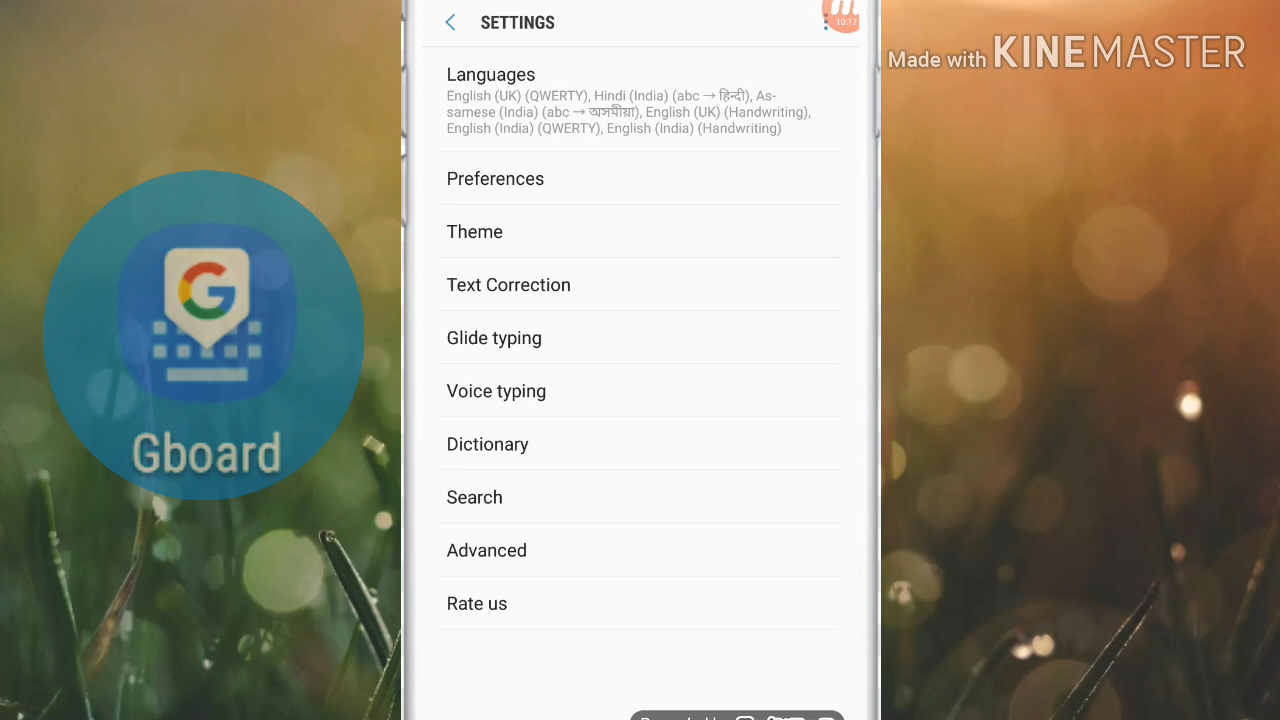 SETTINGS
10:17
Made with KINEMASTER
Languages
English (UK) (QWERTY), Hindi (India) (abc → हिन्दी), As-
samese (India) (abc → অসমীয়া), English (UK) (Handwriting),
English (India) (QWERTY), English (India) (Handwriting)
Preferences
Theme
Text Correction
Glide typing
Voice typing
Dictionary
Search
Advanced
Rate us
Gboard